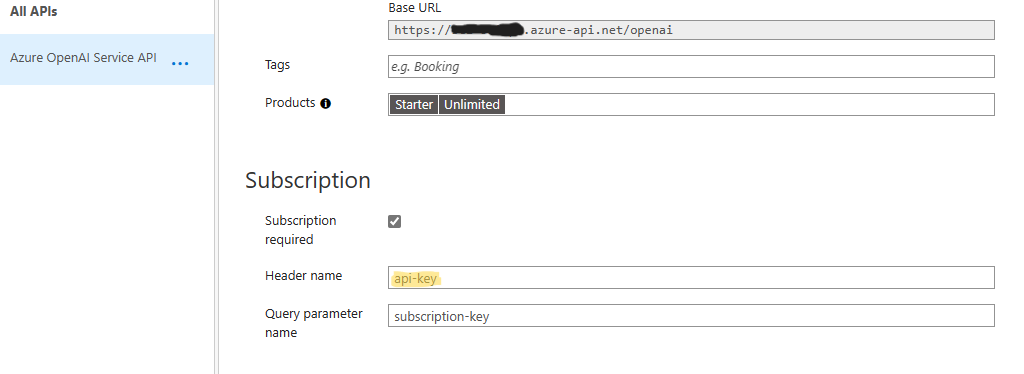 All APIs
Azure OpenAI Service API ...
Base URL
https://
.azure-api.net/openai
Tags
e.g. Booking
Products
Starter Unlimited
Subscription
Subscription
required
Header name
api-key
Query parameter
name
subscription-key